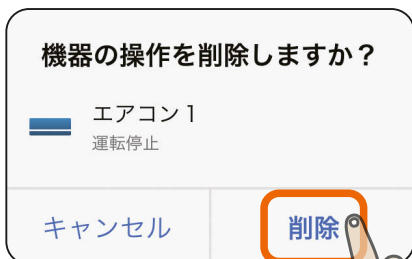 機器の操作を削除しますか？
エアコン1
運転停止
キャンセル
削除